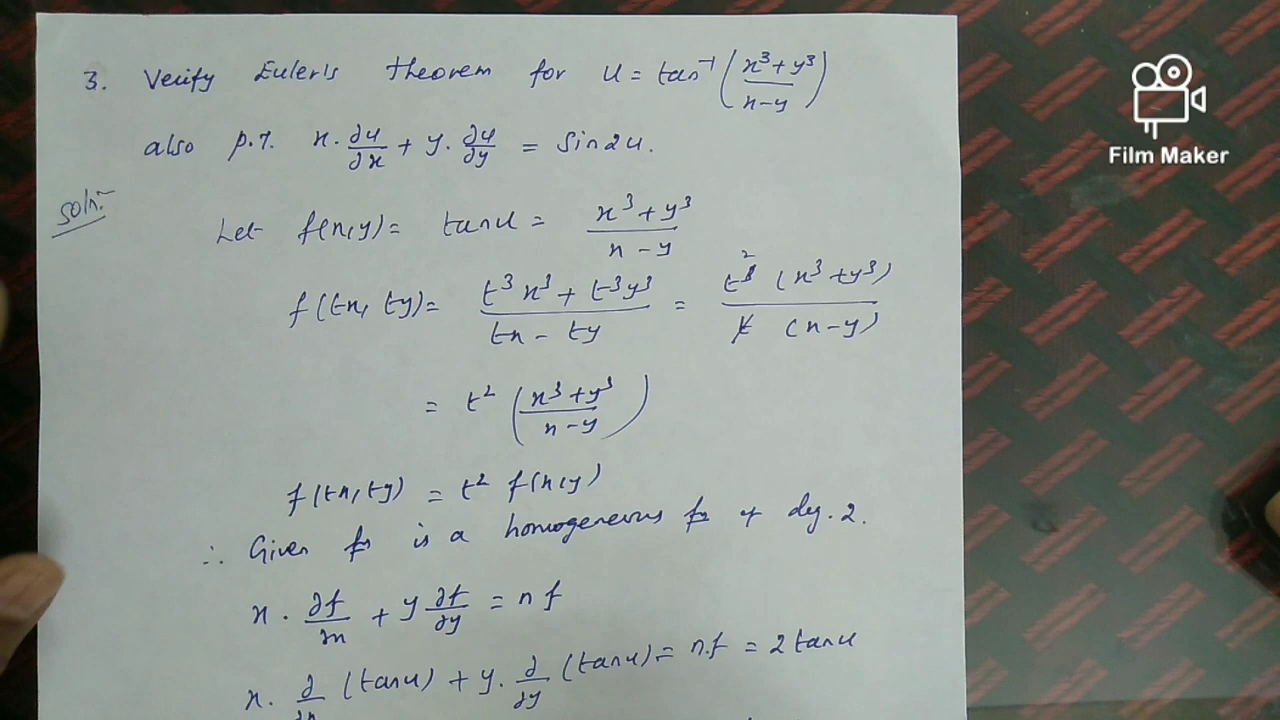 3. Verify Euler's theorem for u = tan⁻¹ (x³+y³ / x-y)
also p.T. x. ∂u/∂x + y. ∂u/∂y = Sin2u.
Soln:-
Let f(x,y) = tanu = x³+y³ / x-y
f(tx, ty) = t³x³ + t³y³ / tx - ty = t³ ² (x³+y³) / t (x-y)
= t² (x³+y³ / x-y)
f(tx,ty) = t² f(x,y)
∴ Given fn is a homogeneous fn of deg. 2.
x. ∂f/∂x + y ∂f/∂y = n f
x. ∂/∂x (tanu) + y. ∂/∂y (tanu) = n.f = 2 tanu
Film Maker